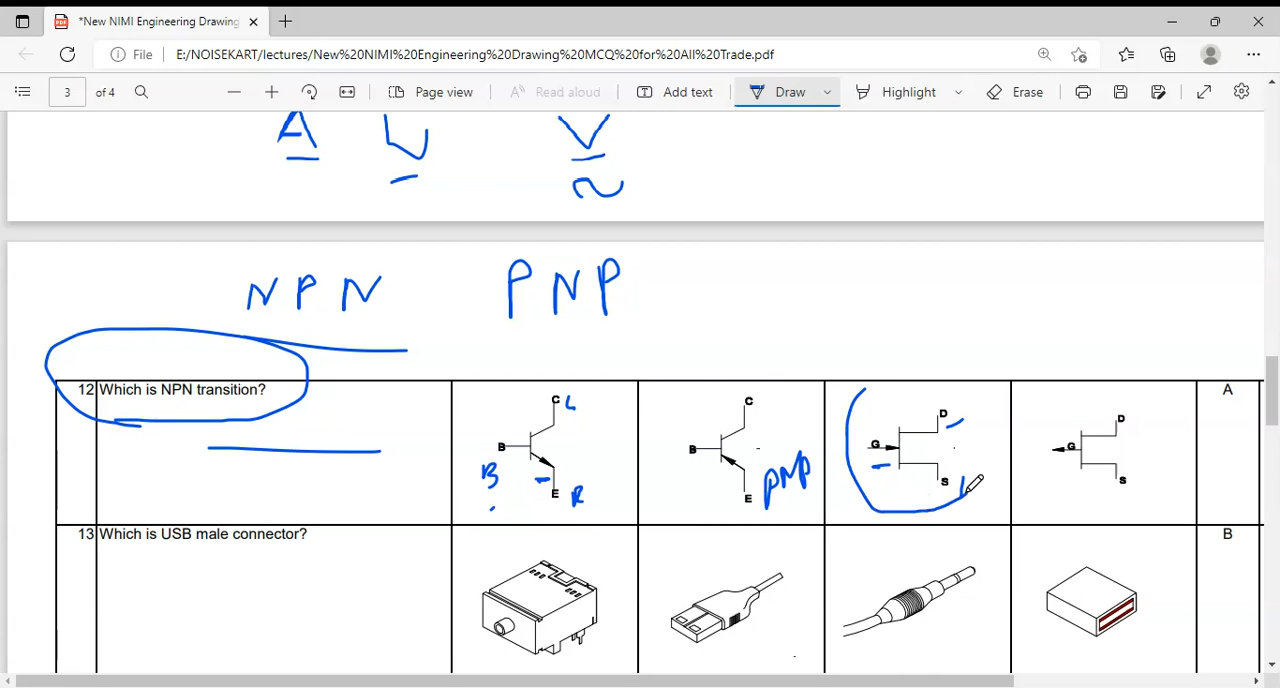 *New NIMI Engineering Drawing
File E:/NOISEKART/lectures/New%20NIMI%20Engineering%20Drawing%20MCQ%20for%20All%20Trade.pdf
3 of 4 Page view Read aloud Add text Draw Highlight Erase
A V
NPN PNP
12 Which is NPN transition? A
C C D D
B B G G
B PNP
E E S S
13 Which is USB male connector? B